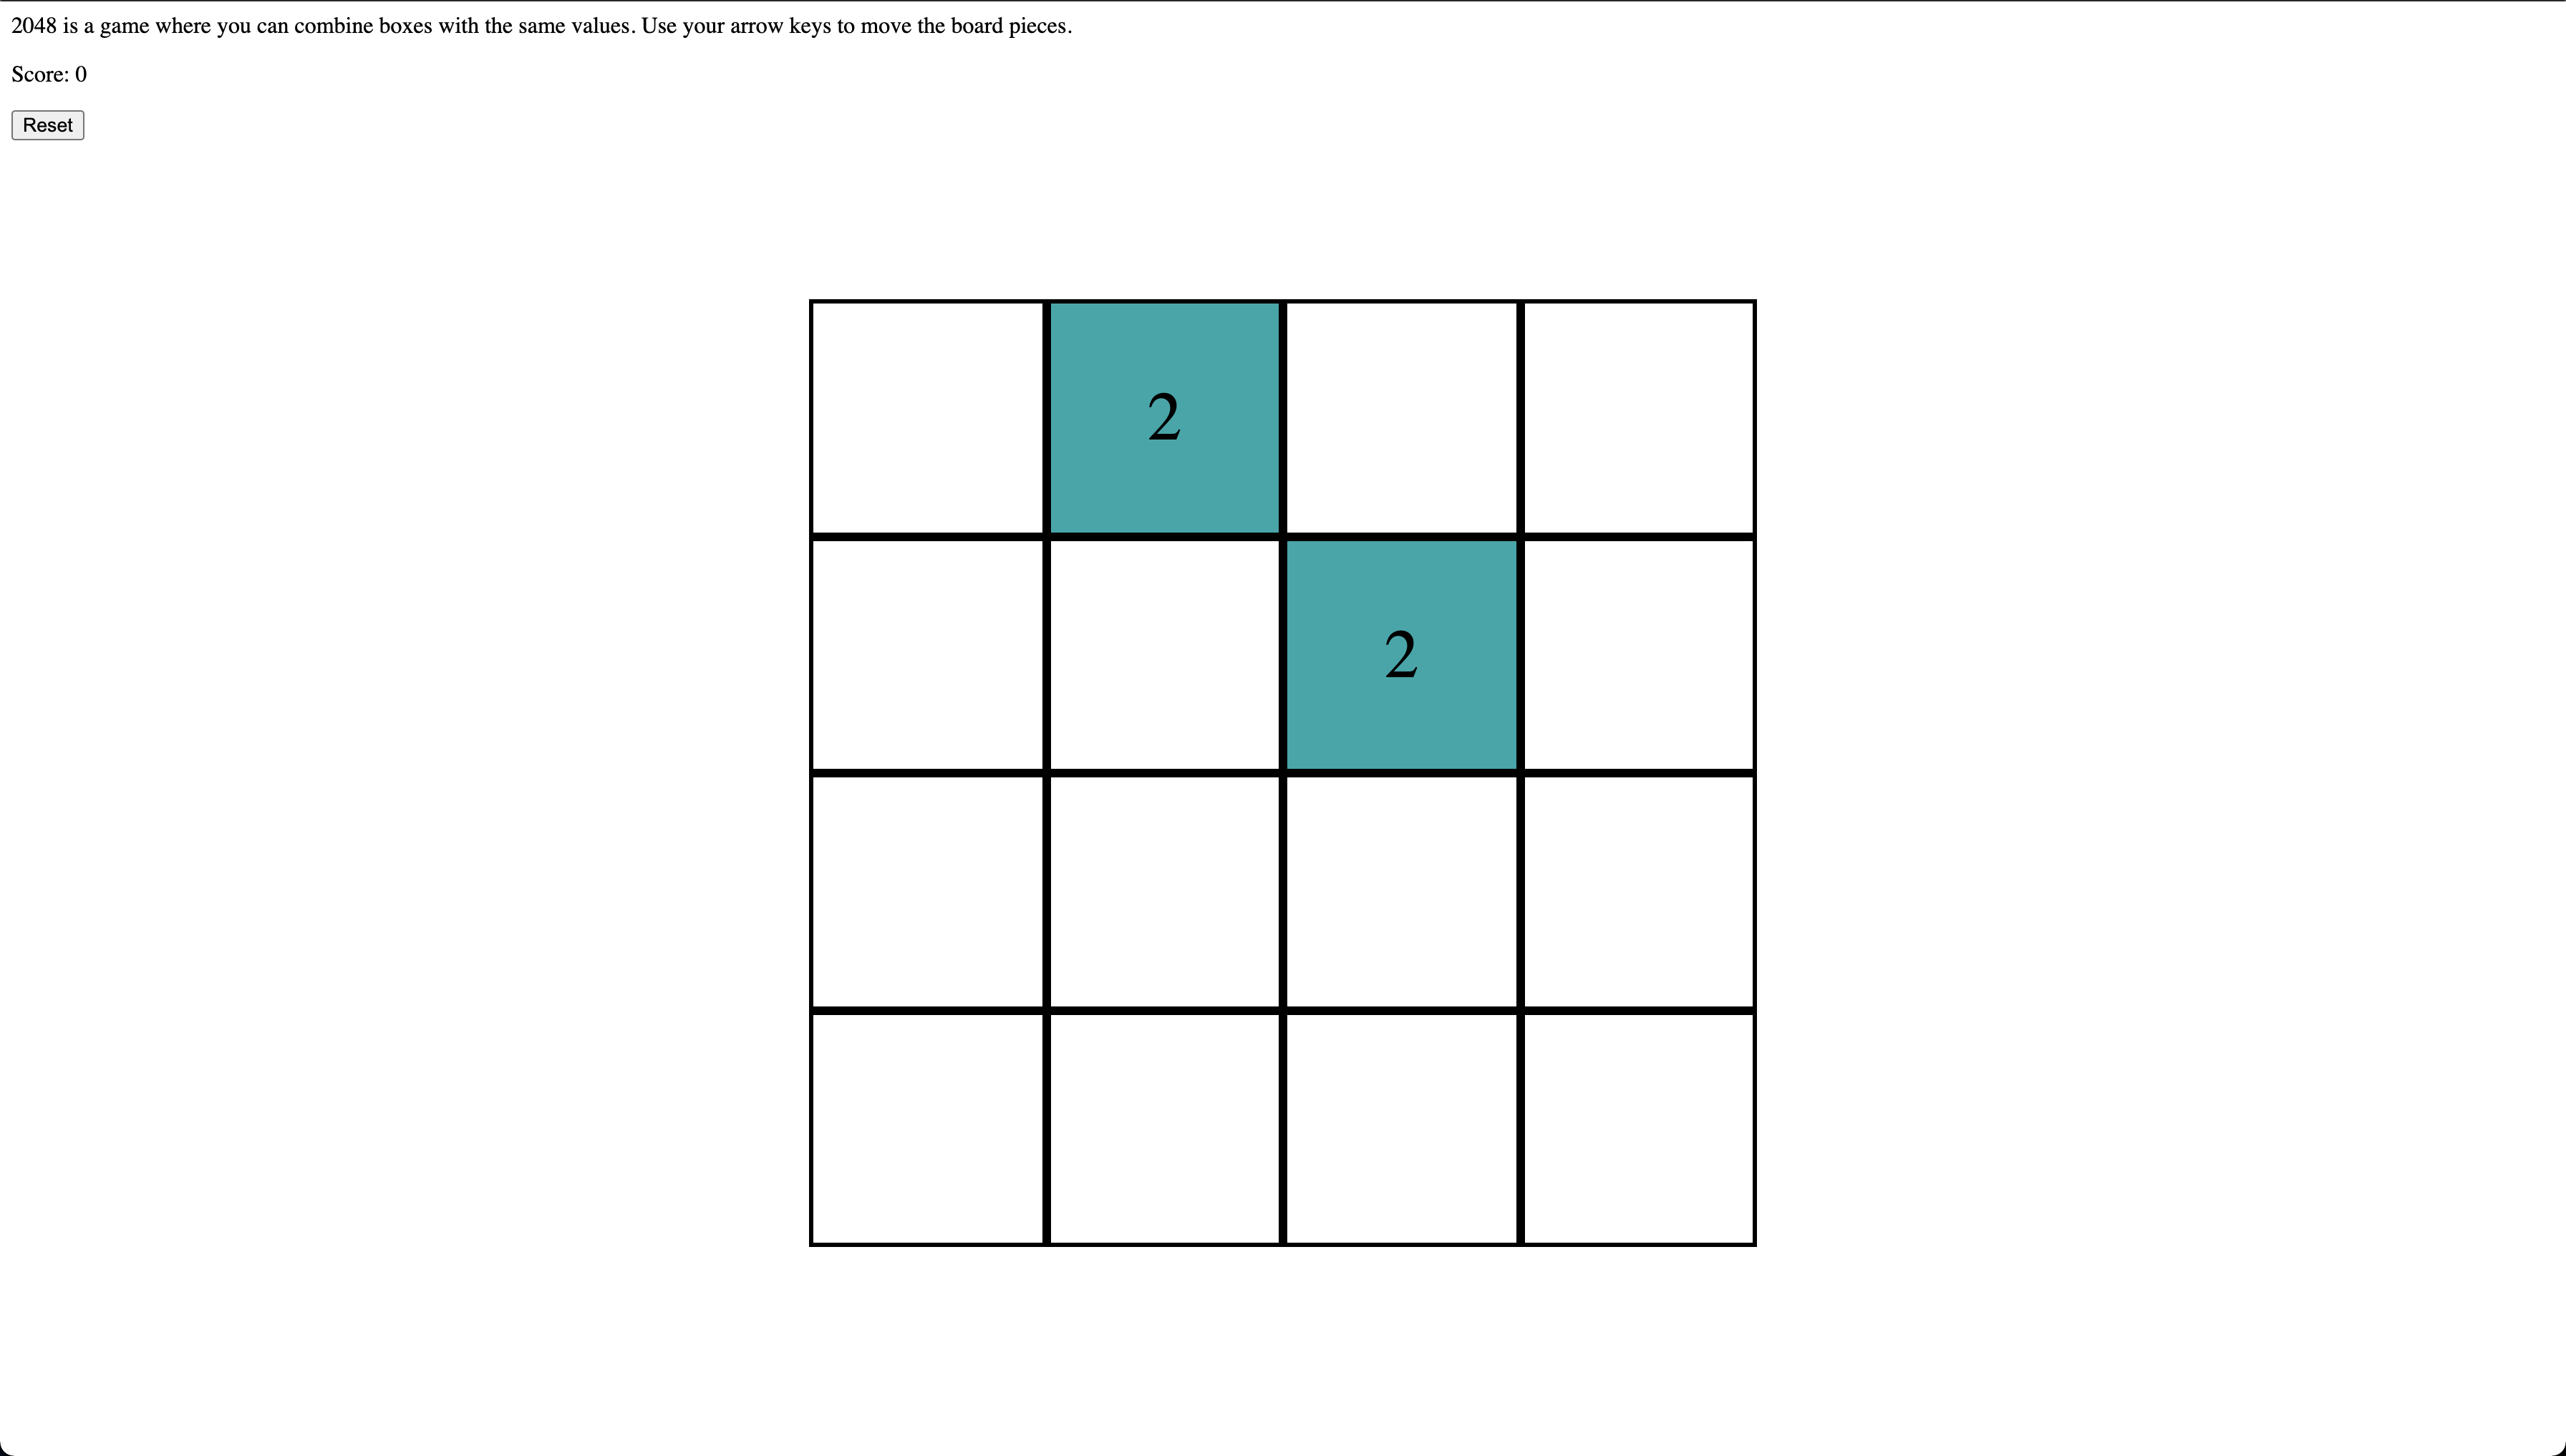 2048 is a game where you can combine boxes with the same values. Use your arrow keys to move the board pieces.
Score: 0
Reset
2
2